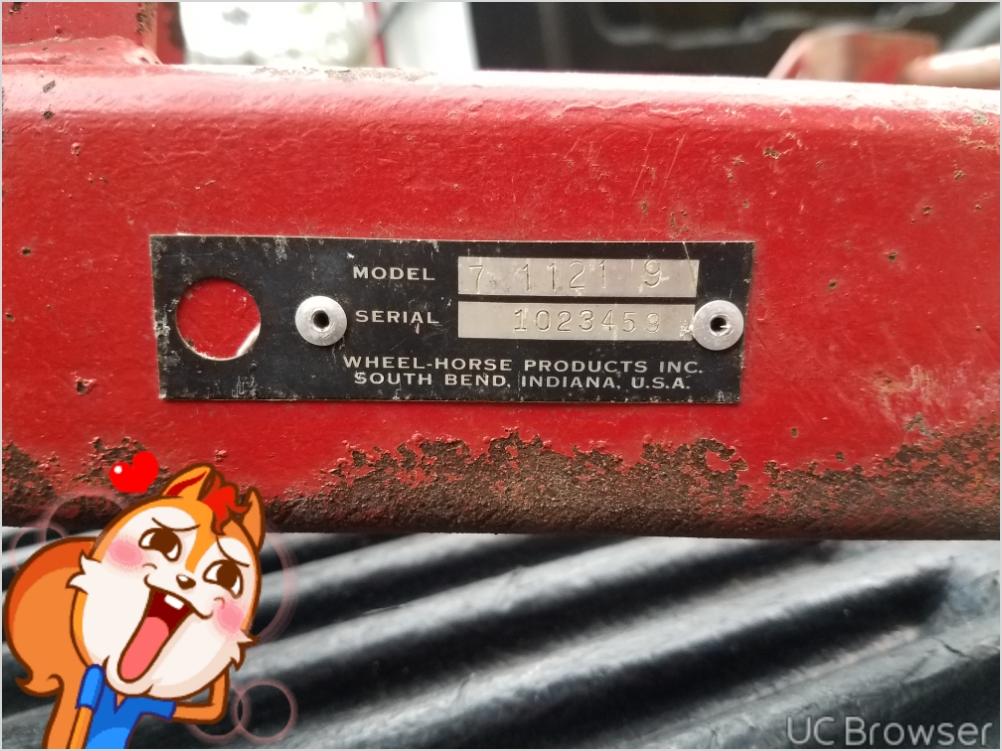 MODEL 7 1121 9
SERIAL 1023459
WHEEL-HORSE PRODUCTS INC.
SOUTH BEND, INDIANA, U.S.A.
UC Browser